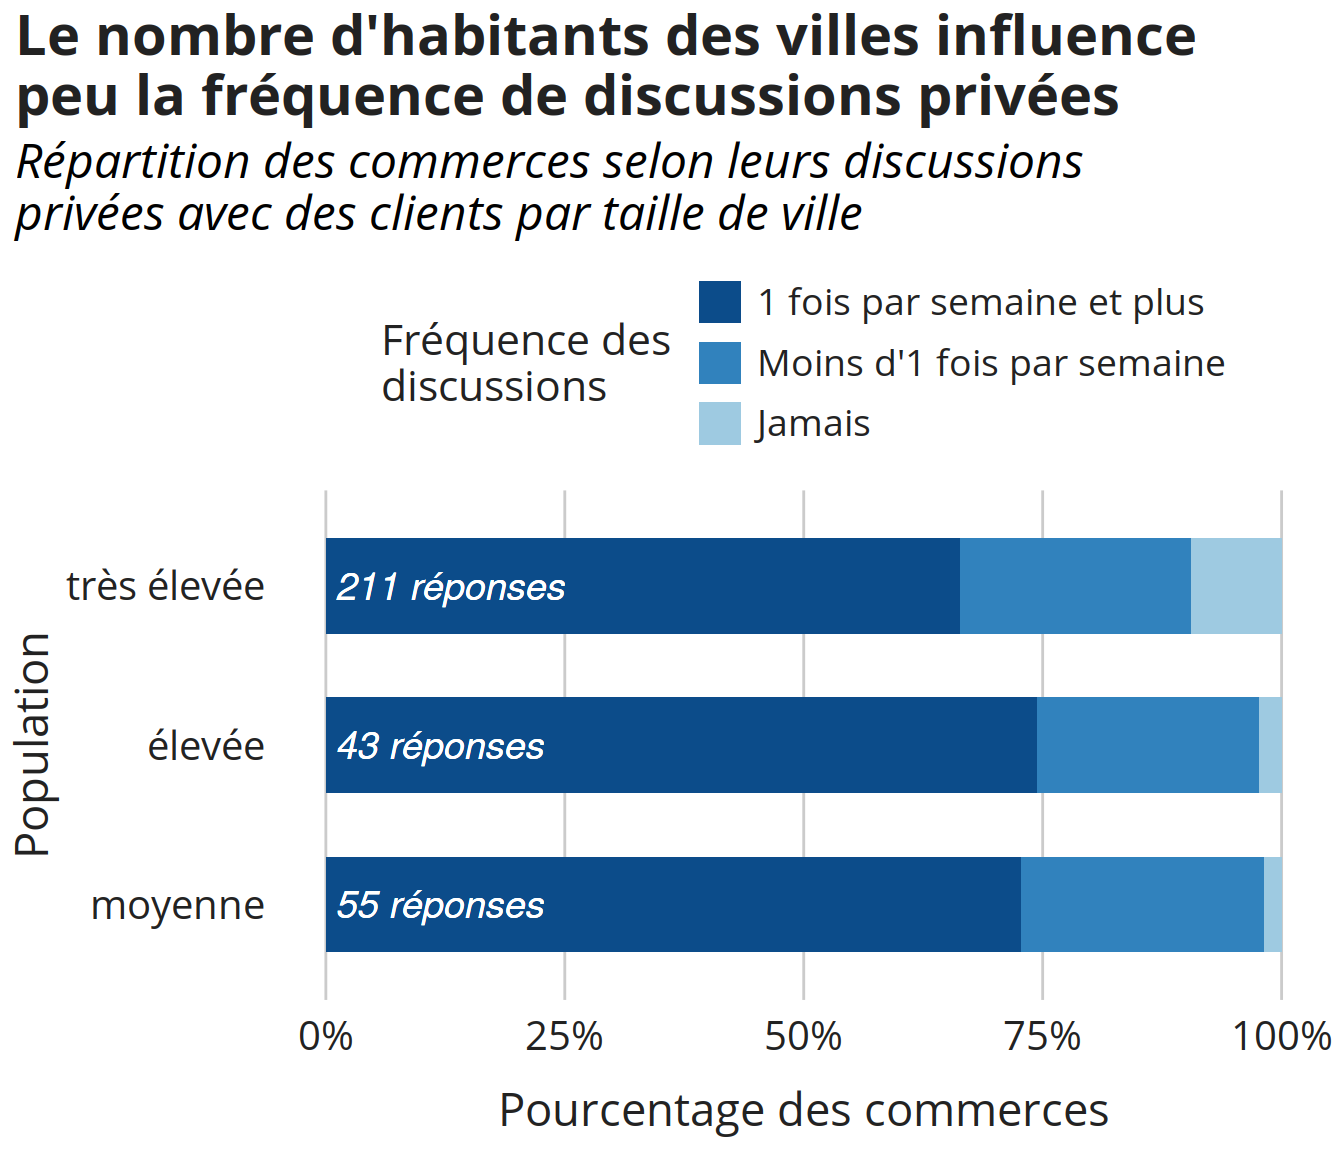 Le nombre d'habitants des villes influence
peu la fréquence de discussions privées
Répartition des commerces selon leurs discussions
privées avec des clients par taille de ville
Fréquence des
discussions
1 fois par semaine et plus
Moins d'1 fois par semaine
Jamais
Population
très élevée
211 réponses
élevée
43 réponses
moyenne
55 réponses
0%
25%
50%
75%
100%
Pourcentage des commerces